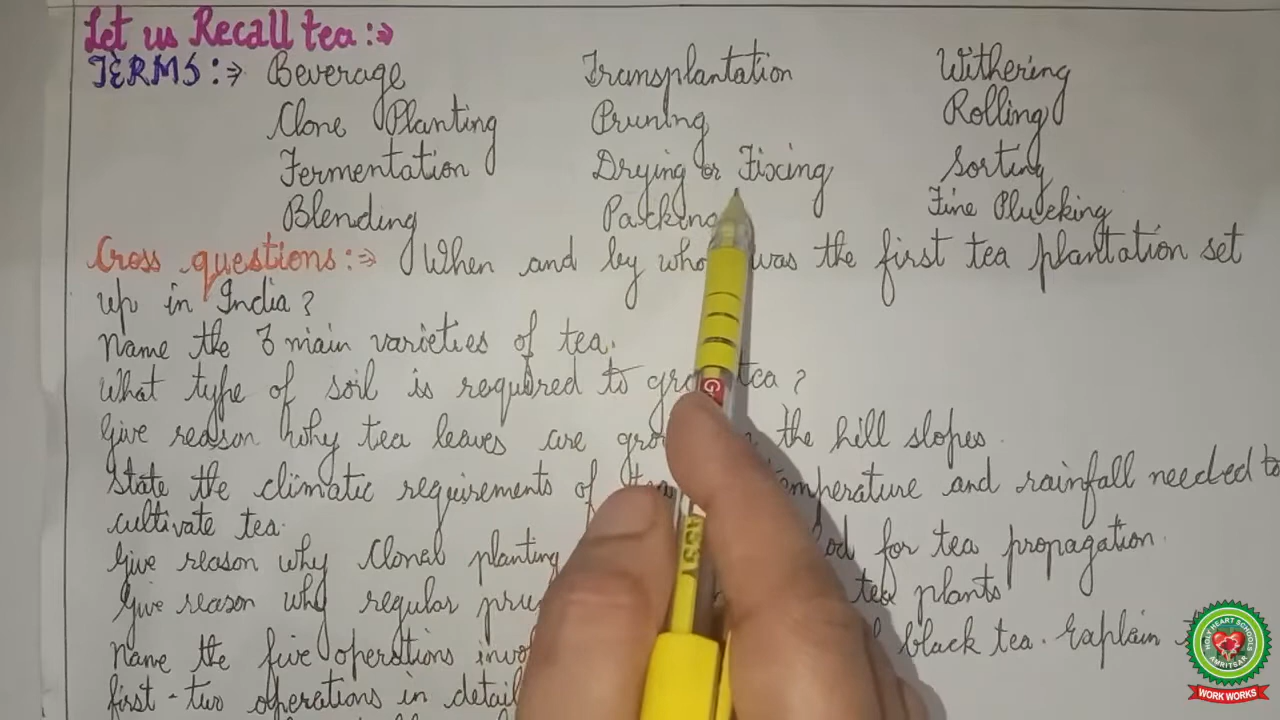 Let us Recall tea :→
TERMS :→ Beverage Transplantation Withering
Clone Planting Pruning Rolling
Fermentation Drying or Fixing Sorting
Blending Packing Fine Plucking
Cross questions :→ When and by was the first tea plantation set
up in India?
Name the 3 main varieties of tea.
What type of soil is required to tea?
Give reason why tea leaves are the hill slopes.
State the climatic requirements of temperature and rainfall needed to
cultivate tea.
Give reason why Clonal planting for tea propagation.
Give reason why regular tea plants
Name the five operations black tea. Explain
first-two operations in detail
HOLY HEART SCHOOLS
AMRITSAR
WORK WORKS